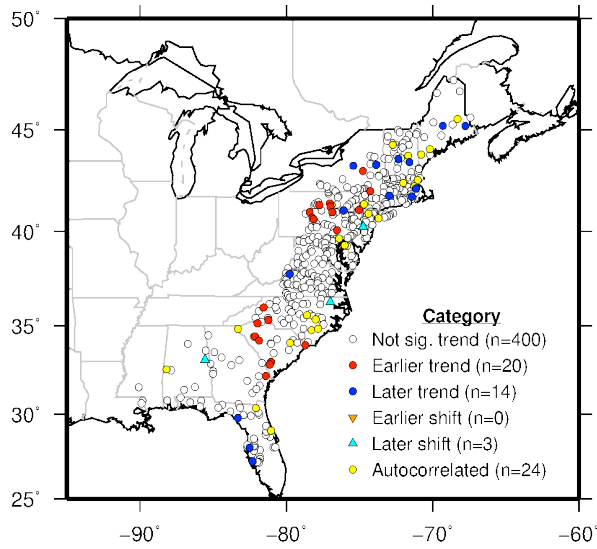 50°
45°
40°
35°
30°
25°
Category
Not sig. trend (n=400)
Earlier trend (n=20)
Later trend (n=14)
Earlier shift (n=0)
Later shift (n=3)
Autocorrelated (n=24)
−90° −80° −70° −60°